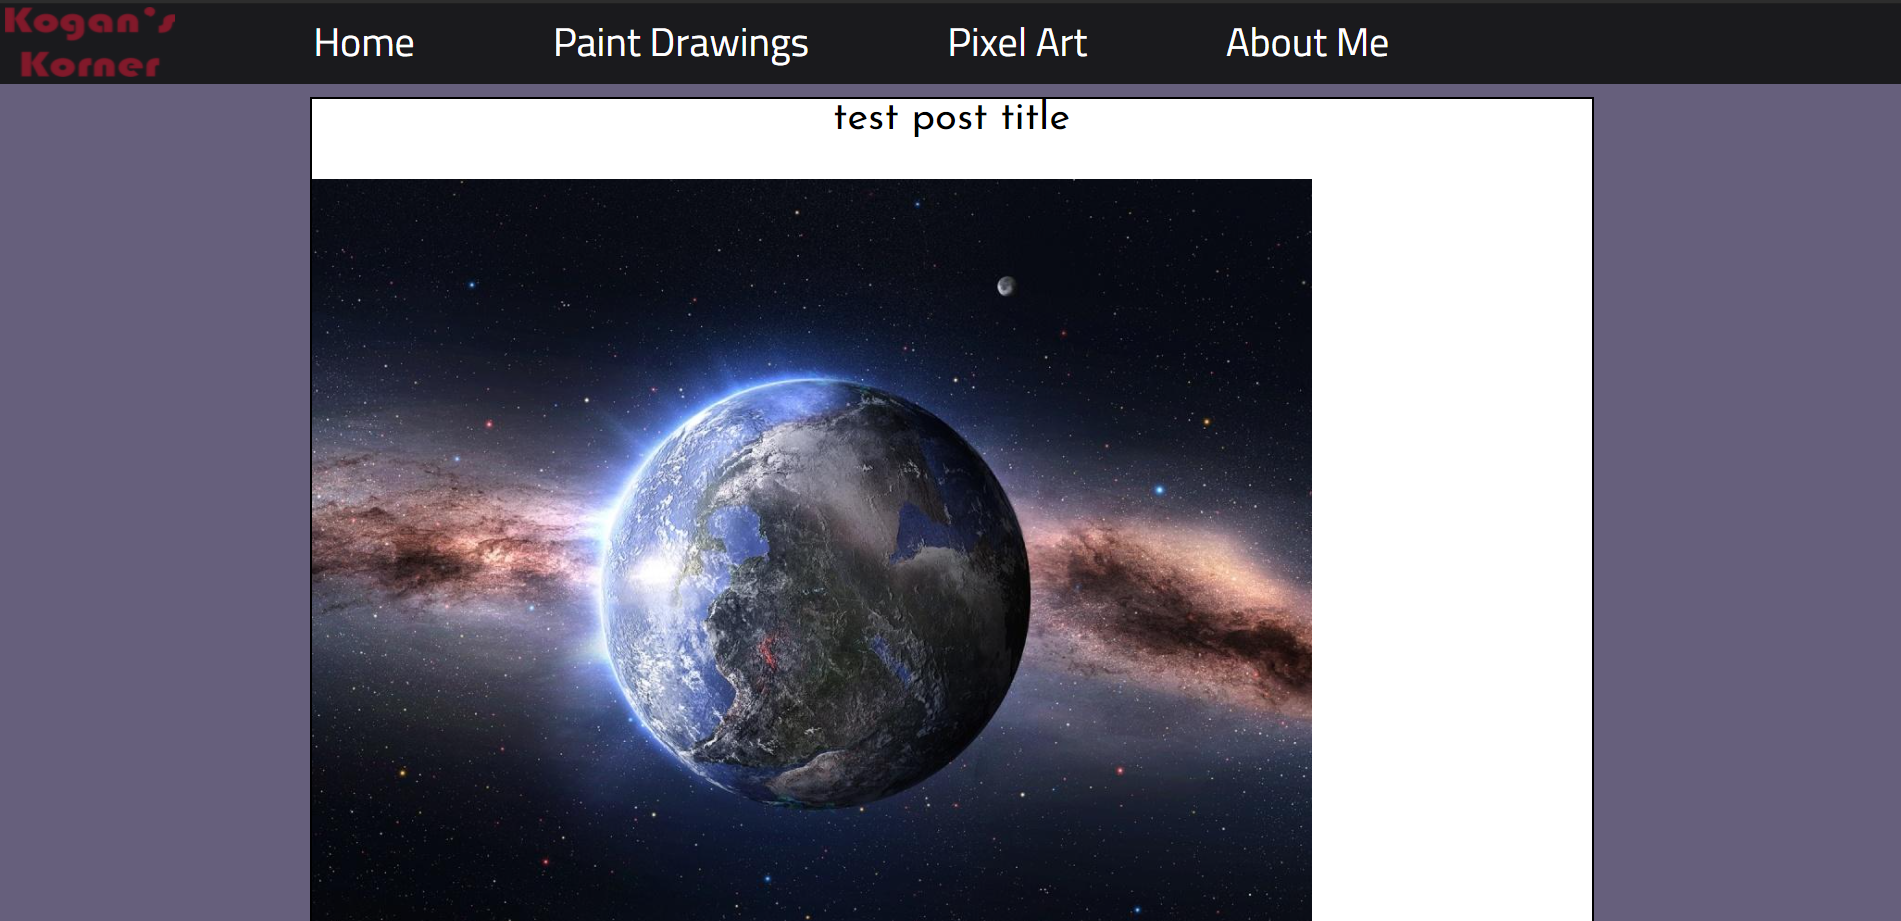 Kogan's
Korner
Home
Paint Drawings
Pixel Art
About Me
test post title